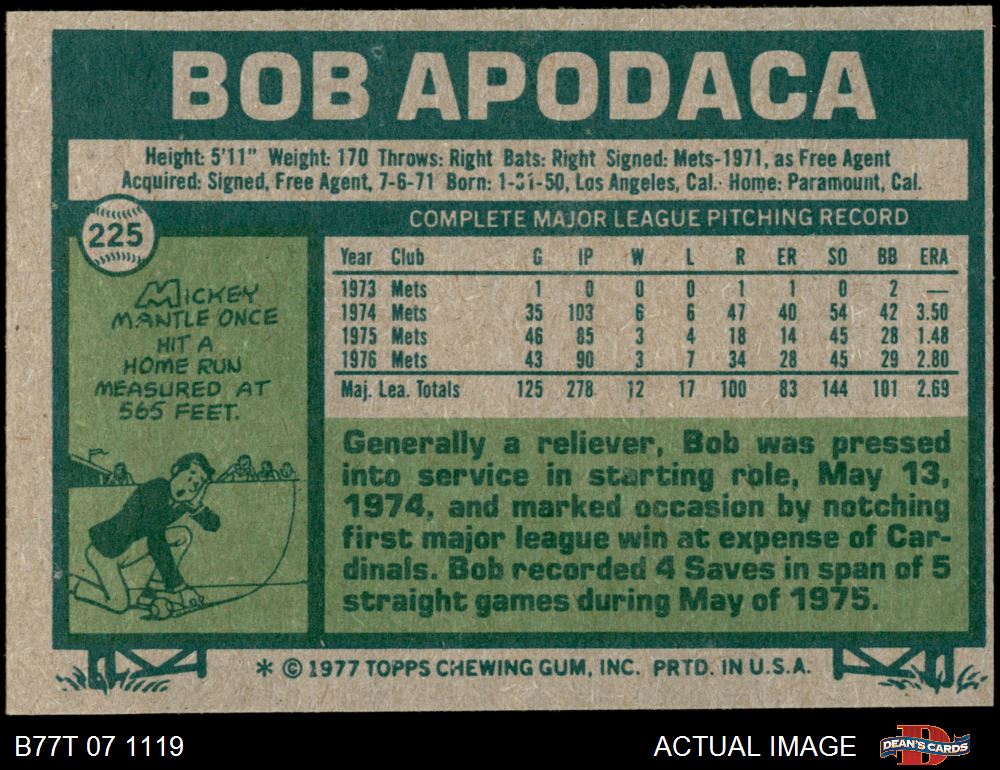 BOB APODACA
Height: 5'11" Weight: 170 Throws: Right Bats: Right Signed: Mets-1971, as Free Agent
Acquired: Signed, Free Agent, 7-6-71 Born: 1-31-50, Los Angeles, Cal. Home: Paramount, Cal.
225
COMPLETE MAJOR LEAGUE PITCHING RECORD
Year Club G IP W L R ER SO BB ERA
1973 Mets 1 0 0 0 1 1 0 2 —
1974 Mets 35 103 6 6 47 40 54 42 3.50
1975 Mets 46 85 3 4 18 14 45 28 1.48
1976 Mets 43 90 3 7 34 28 45 29 2.80
Maj. Lea. Totals 125 278 12 17 100 83 144 101 2.69
MICKEY
MANTLE ONCE
HIT A
HOME RUN
MEASURED AT
565 FEET.
Generally a reliever, Bob was pressed
into service in starting role, May 13,
1974, and marked occasion by notching
first major league win at expense of Car-
dinals. Bob recorded 4 Saves in span of 5
straight games during May of 1975.
* © 1977 TOPPS CHEWING GUM, INC. PRTD. IN U.S.A.
B77T 07 1119
ACTUAL IMAGE
D
DEAN'S CARDS